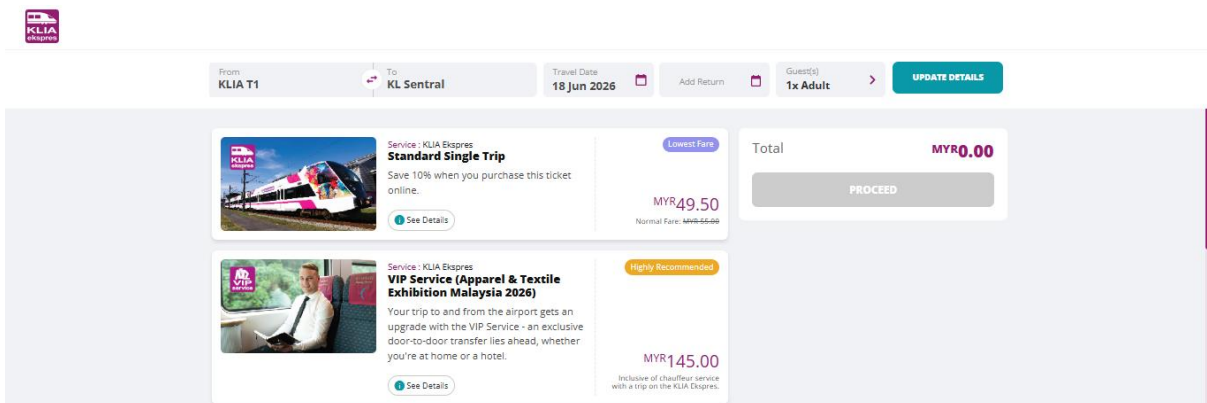 KLIA
ekspres
From
KLIA T1
To
KL Sentral
Travel Date
18 Jun 2026
Add Return
Guest(s)
1x Adult
UPDATE DETAILS
KLIA
ekspres
Service : KLIA Ekspres
Standard Single Trip
Save 10% when you purchase this ticket
online.
See Details
Lowest Fare
MYR49.50
Normal Fare: MYR 55.00
Total
MYR0.00
PROCEED
VIP
service
Service : KLIA Ekspres
VIP Service (Apparel & Textile
Exhibition Malaysia 2026)
Your trip to and from the airport gets an
upgrade with the VIP Service - an exclusive
door-to-door transfer lies ahead, whether
you're at home or a hotel.
See Details
Highly Recommended
MYR145.00
Inclusive of chauffeur service
with a trip on the KLIA Ekspres.